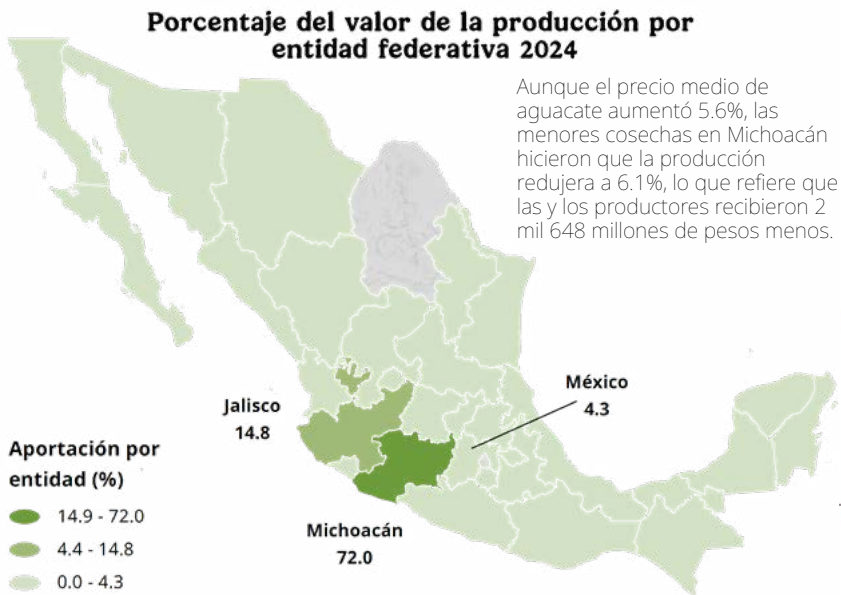 Porcentaje del valor de la producción por
entidad federativa 2024
Aunque el precio medio de
aguacate aumentó 5.6%, las
menores cosechas en Michoacán
hicieron que la producción
redujera a 6.1%, lo que refiere que
las y los productores recibieron 2
mil 648 millones de pesos menos.
México
4.3
Jalisco
14.8
Michoacán
72.0
Aportación por
entidad (%)
14.9 - 72.0
4.4 - 14.8
0.0 - 4.3